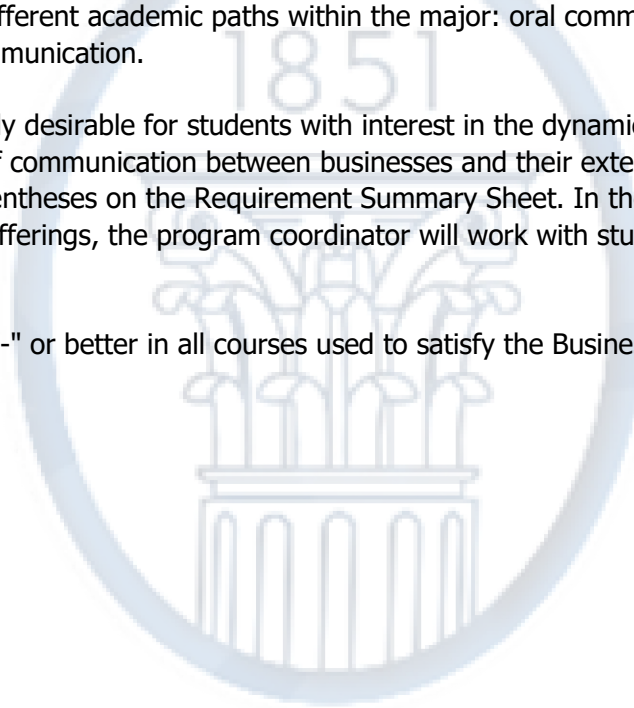 fferent academic paths within the major: oral comm
munication.
1851
ly desirable for students with interest in the dynamic
f communication between businesses and their exte
entheses on the Requirement Summary Sheet. In th
fferings, the program coordinator will work with stu
-" or better in all courses used to satisfy the Busine